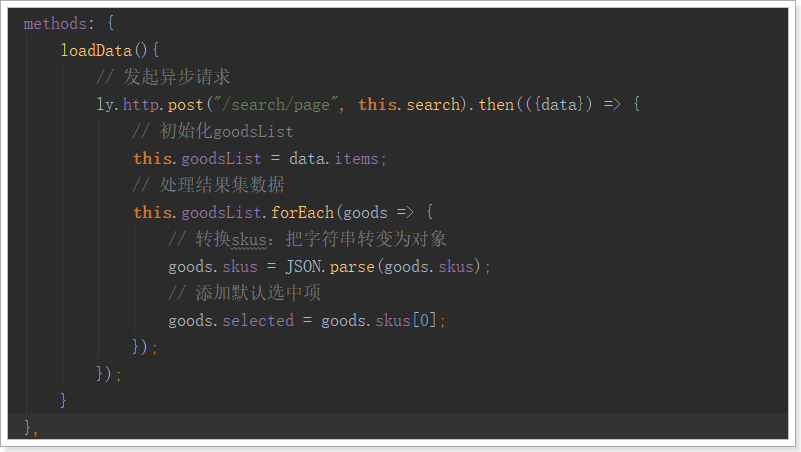 methods: {
loadData(){
// 发起异步请求
ly.http.post("/search/page", this.search).then(({data}) => {
// 初始化goodsList
this.goodsList = data.items;
// 处理结果集数据
this.goodsList.forEach(goods => {
// 转换skus：把字符串转变为对象
goods.skus = JSON.parse(goods.skus);
// 添加默认选中项
goods.selected = goods.skus[0];
});
});
}
},